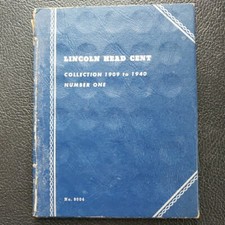 LINCOLN HEAD CENT
COLLECTION 1909 to 1940
NUMBER ONE
No. 9004